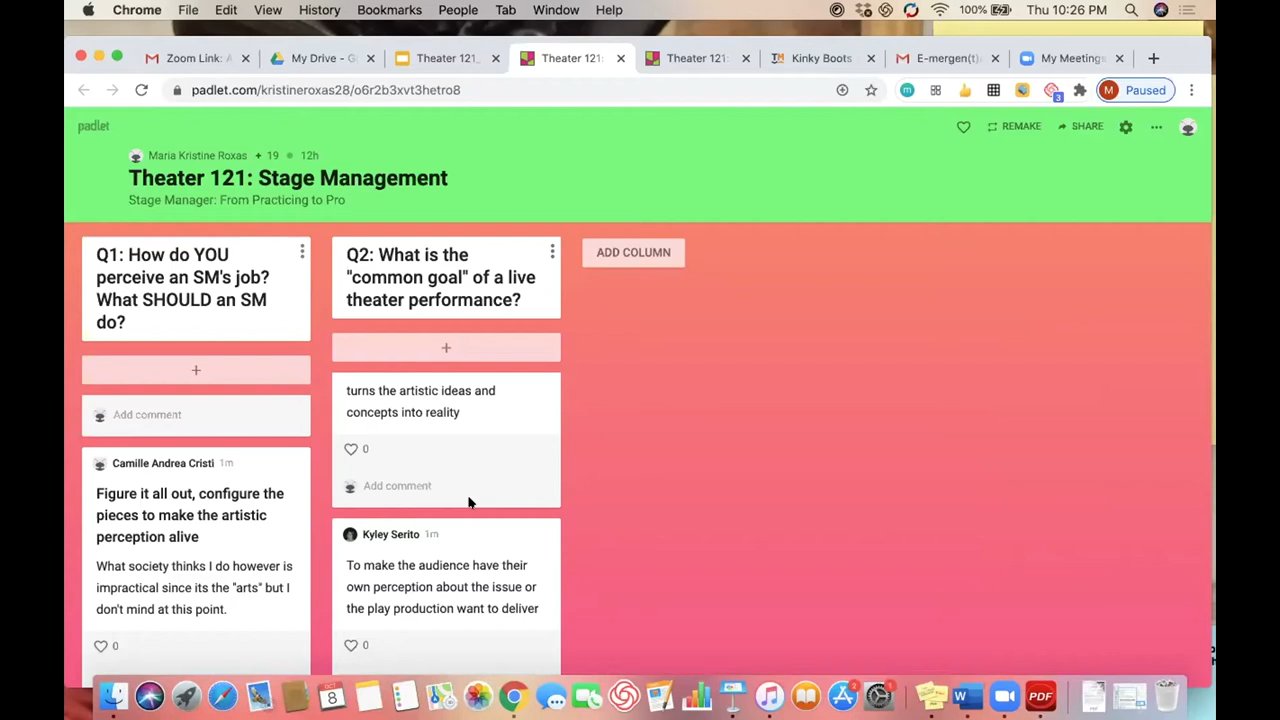 Chrome File Edit View History Bookmarks People Tab Window Help 100% Thu 10:26 PM
Zoom Link: A My Drive - G Theater 121_ Theater 121: Theater 121: Kinky Boots E-mergen(t) My Meetings
padlet.com/kristineroxas28/o6r2b3xvt3hetro8 3 M Paused
padlet REMAKE SHARE
Maria Kristine Roxas + 19 12h
Theater 121: Stage Management
Stage Manager: From Practicing to Pro
Q1: How do YOU
perceive an SM's job?
What SHOULD an SM
do?
+
Add comment
Camille Andrea Cristi 1m
Figure it all out, configure the
pieces to make the artistic
perception alive
What society thinks I do however is
impractical since its the "arts" but I
don't mind at this point.
0
Q2: What is the
"common goal" of a live
theater performance?
+
turns the artistic ideas and
concepts into reality
0
Add comment
Kyley Serito 1m
To make the audience have their
own perception about the issue or
the play production want to deliver
0
ADD COLUMN
8
PDF